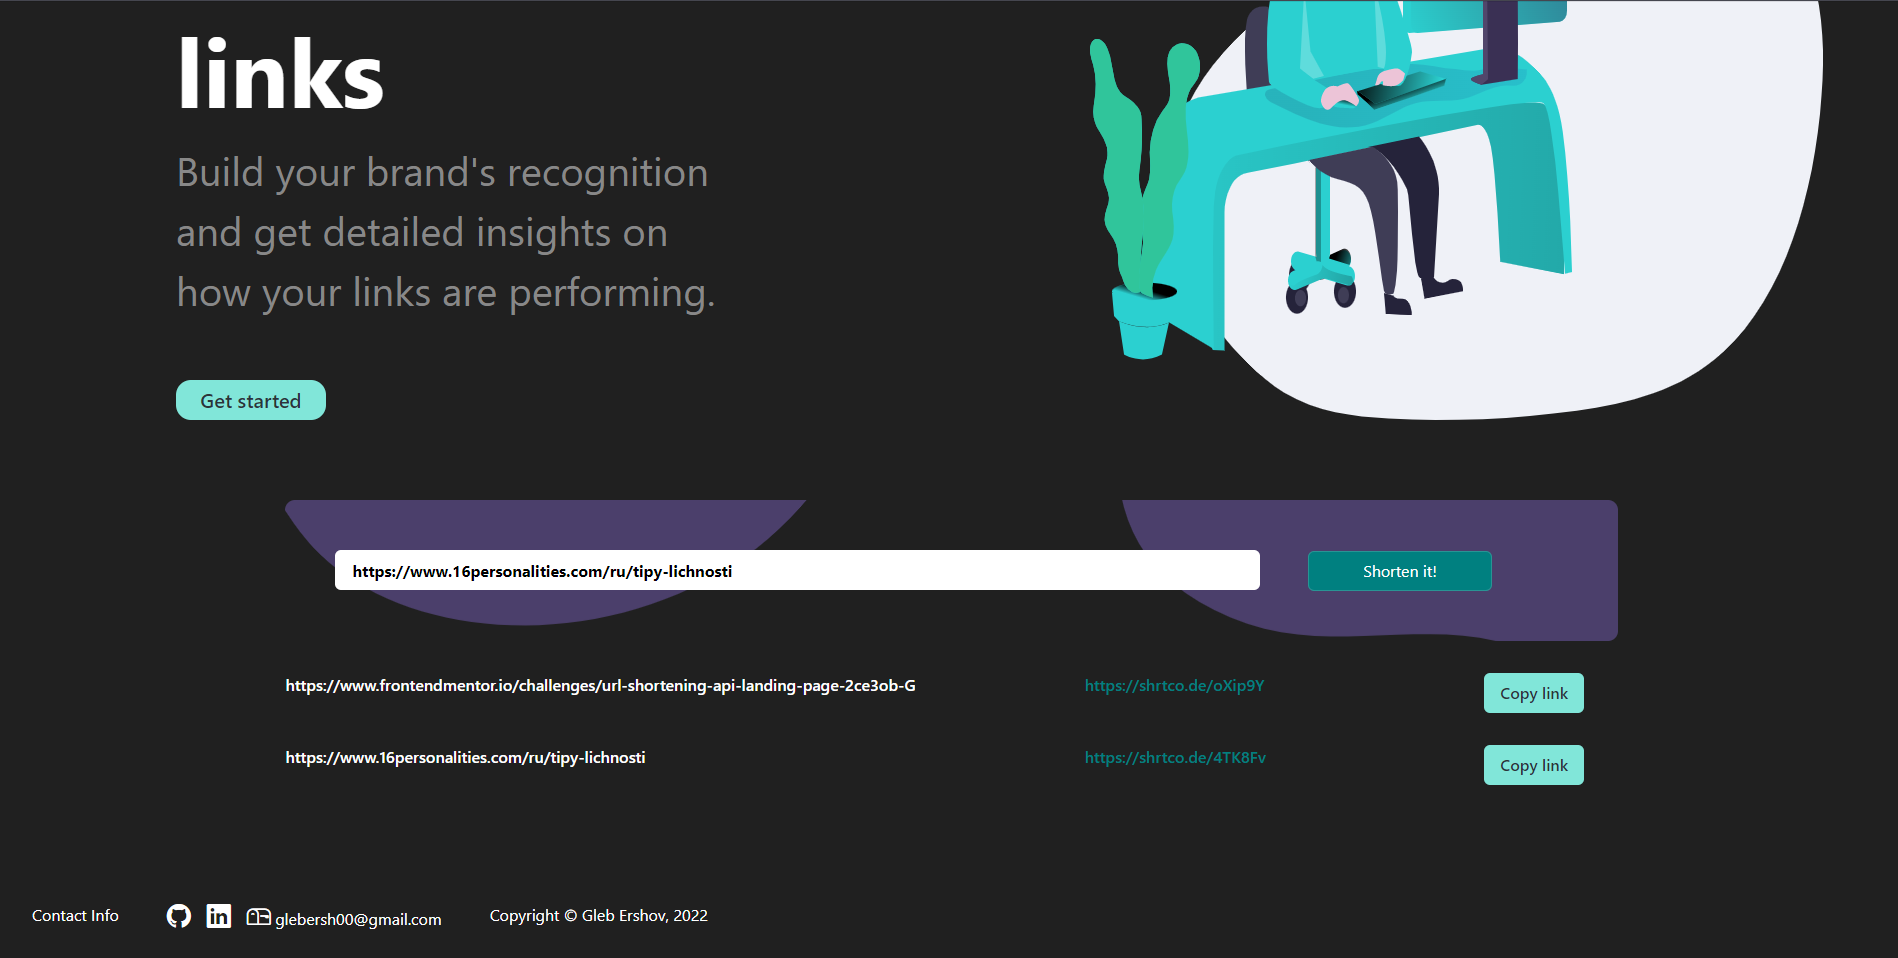 links
Build your brand's recognition
and get detailed insights on
how your links are performing.
Get started
https://www.16personalities.com/ru/tipy-lichnosti
Shorten it!
https://www.frontendmentor.io/challenges/url-shortening-api-landing-page-2ce3ob-G
https://shrtco.de/oXip9Y
Copy link
https://www.16personalities.com/ru/tipy-lichnosti
https://shrtco.de/4TK8Fv
Copy link
Contact Info
in
glebersh00@gmail.com
Copyright © Gleb Ershov, 2022